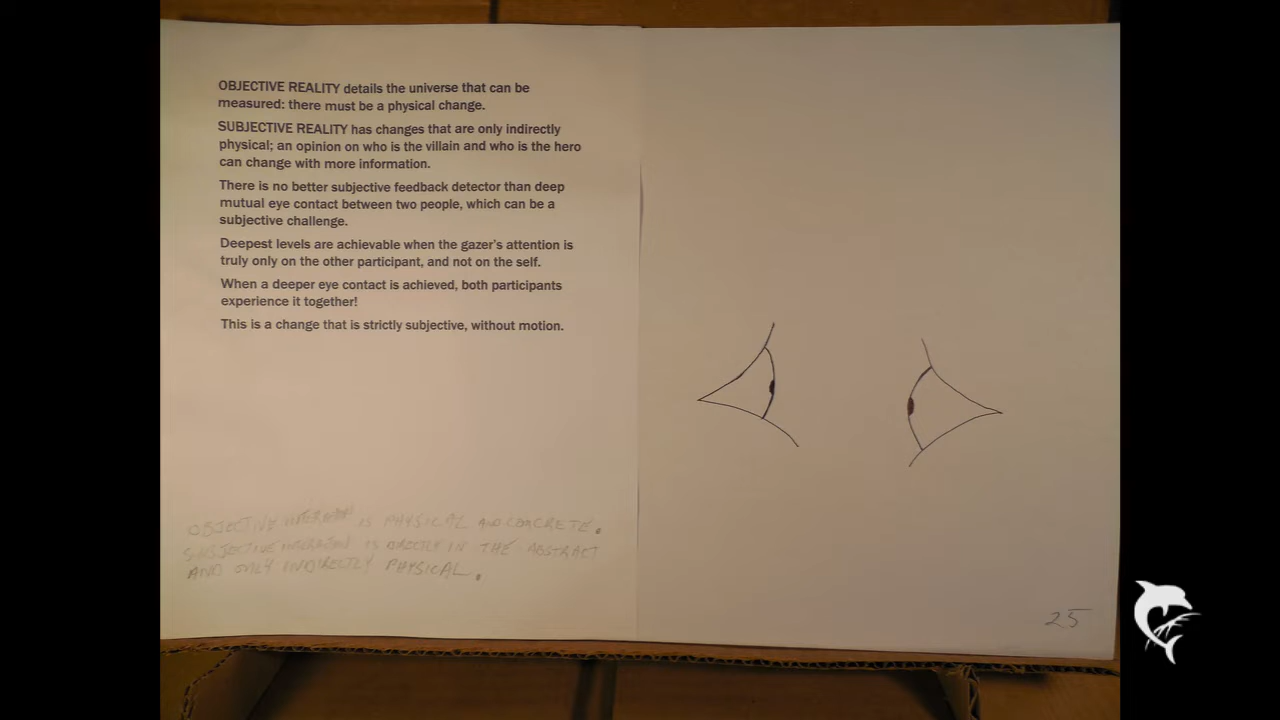 OBJECTIVE REALITY details the universe that can be
measured: there must be a physical change.
SUBJECTIVE REALITY has changes that are only indirectly
physical; an opinion on who is the villain and who is the hero
can change with more information.
There is no better subjective feedback detector than deep
mutual eye contact between two people, which can be a
subjective challenge.
Deepest levels are achievable when the gazer's attention is
truly only on the other participant, and not on the self.
When a deeper eye contact is achieved, both participants
experience it together!
This is a change that is strictly subjective, without motion.
OBJECTIVE IS PHYSICAL AND CONCRETE.
SUBJECTIVE IS DIRECTLY IN THE ABSTRACT
AND ONLY INDIRECTLY PHYSICAL.
25